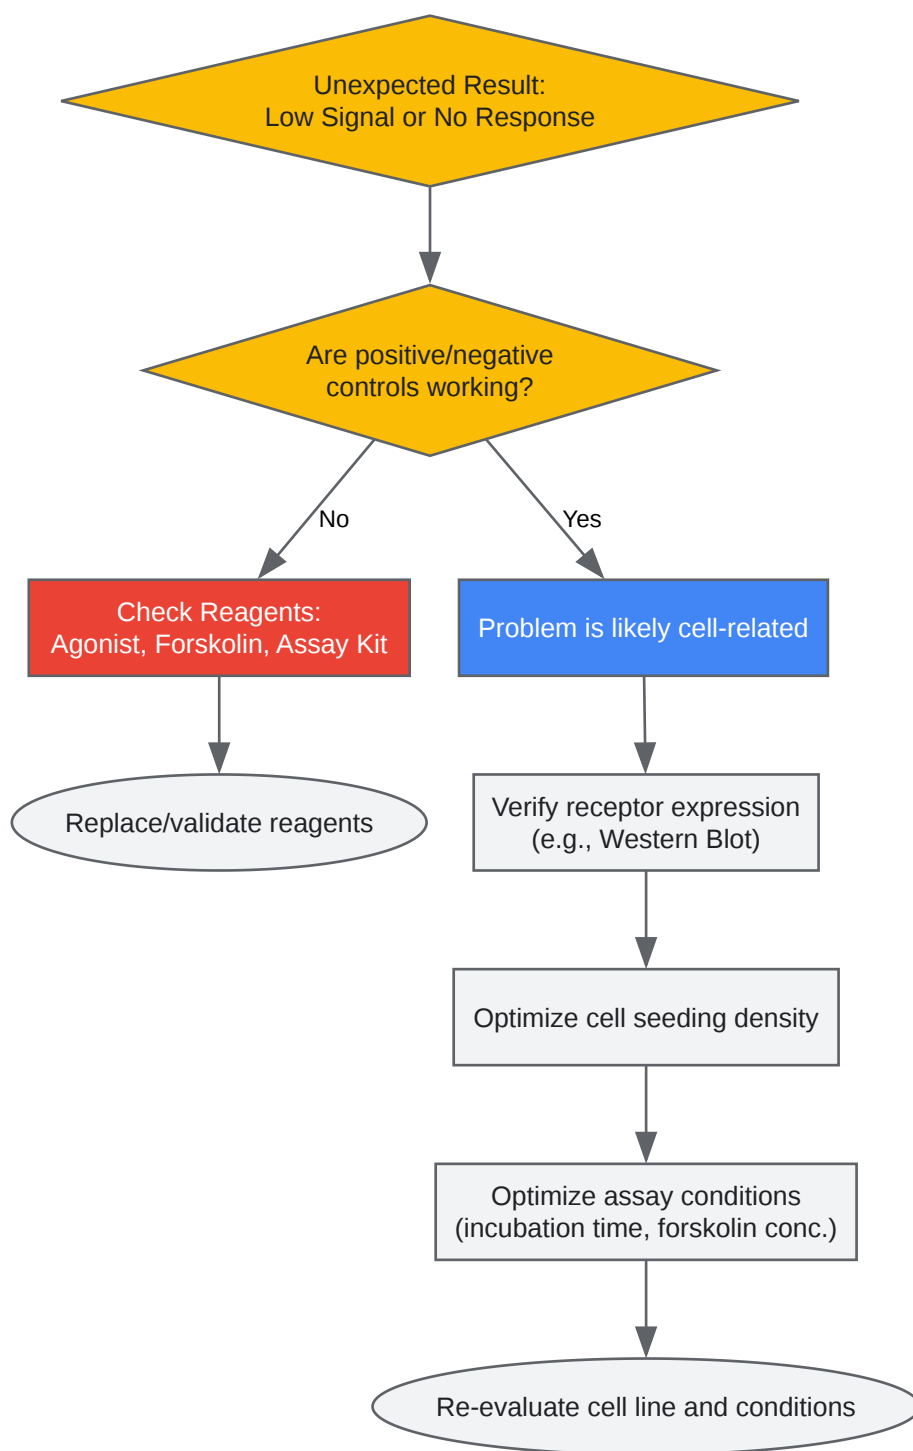 Unexpected Result:
Low Signal or No Response
Are positive/negative
controls working?
No
Yes
Check Reagents:
Agonist, Forskolin, Assay Kit
Problem is likely cell-related
Replace/validate reagents
Verify receptor expression
(e.g., Western Blot)
Optimize cell seeding density
Optimize assay conditions
(incubation time, forskolin conc.)
Re-evaluate cell line and conditions